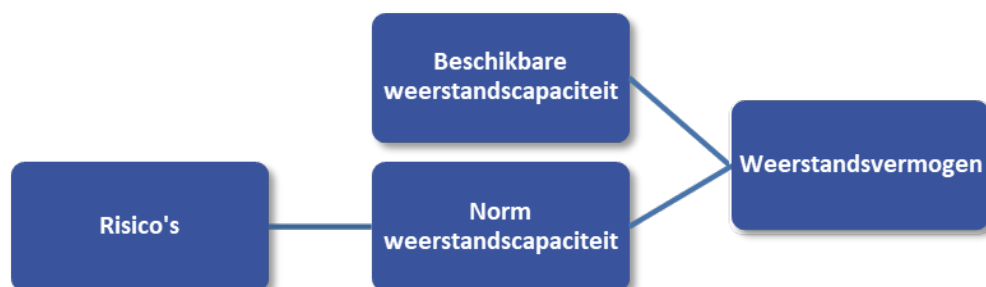 Beschikbare
weerstandscapaciteit
Weerstandsvermogen
Risico's
Norm
weerstandscapaciteit